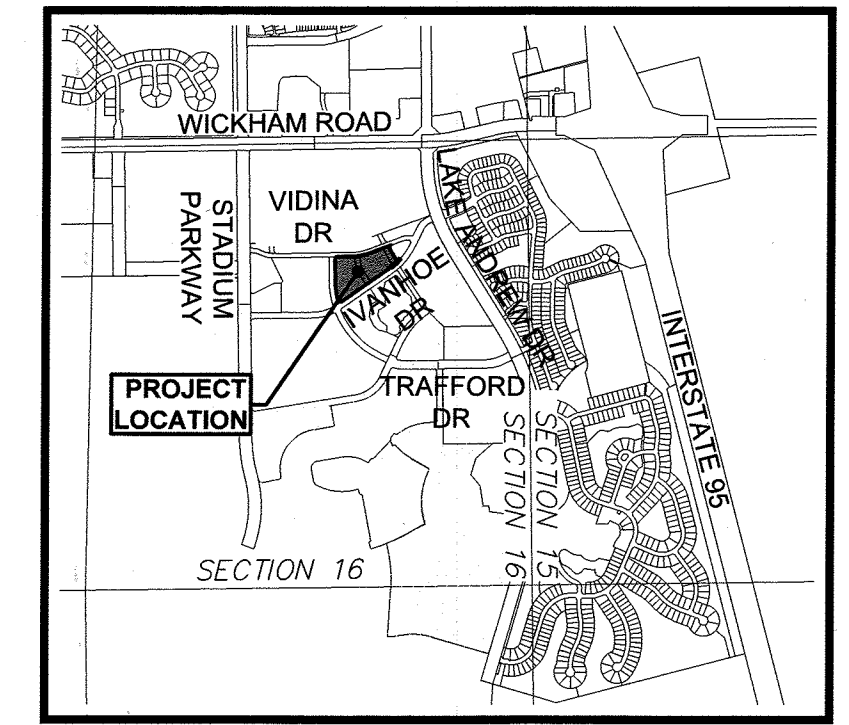 WICKHAM ROAD
VIDINA
DR
STADIUM
PARKWAY
LAKE ANDREW DR
IVANHOE
DR
INTERSTATE 95
PROJECT
LOCATION
TRAFFORD
DR
SECTION 15
SECTION 16
SECTION 16